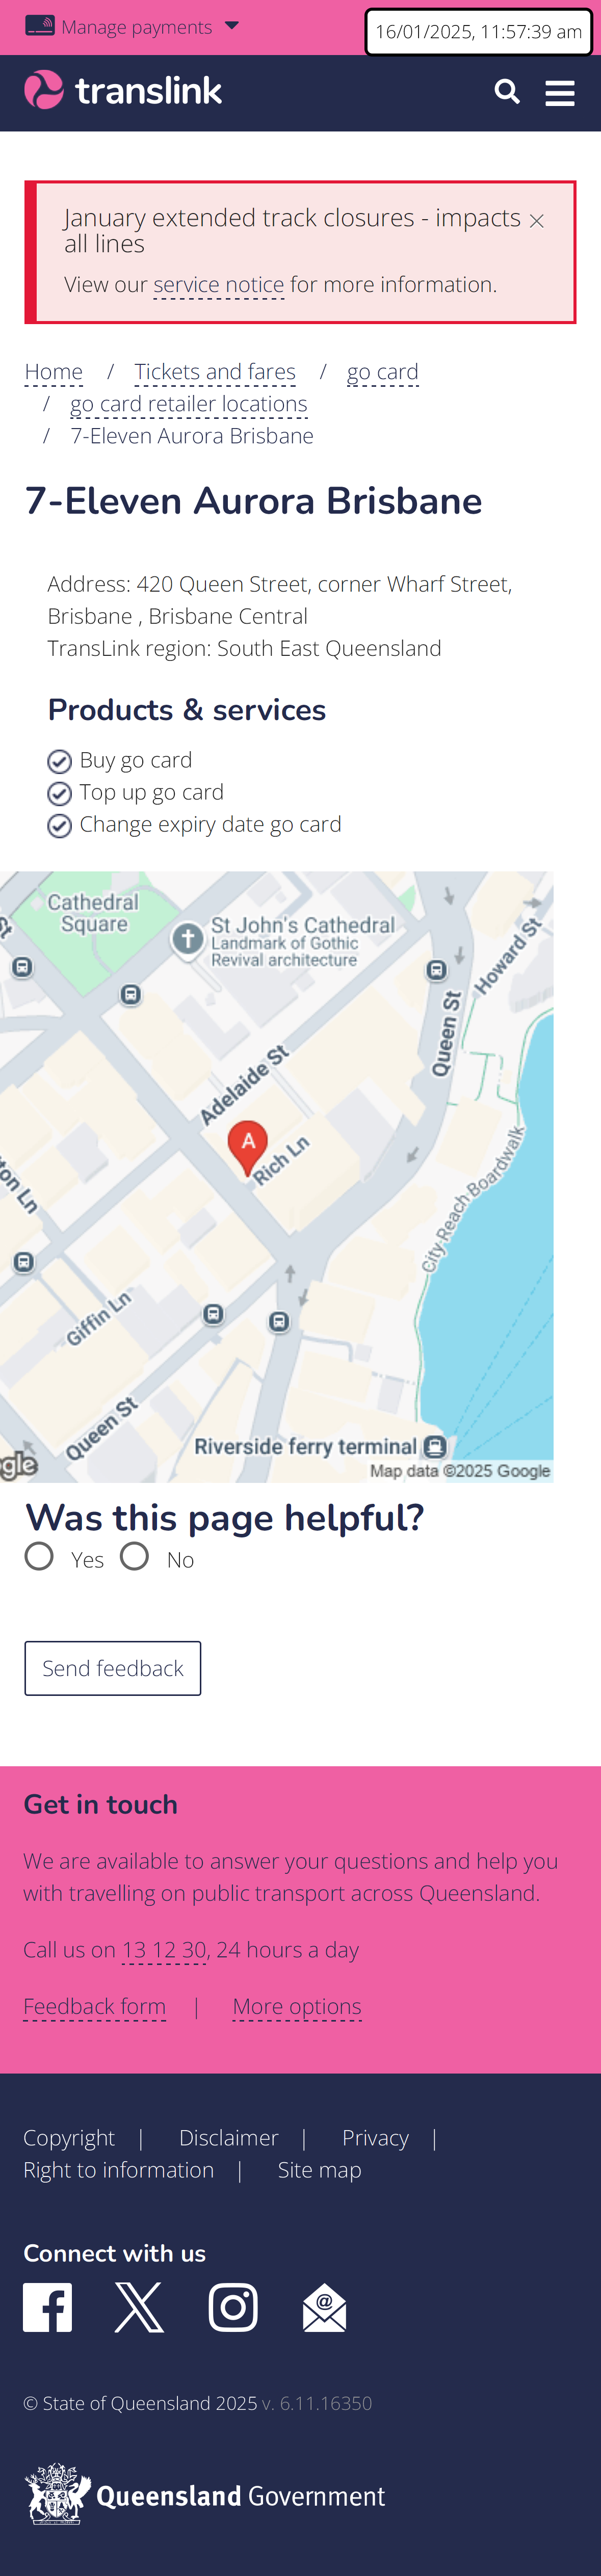 Manage payments
16/01/2025, 11:57:39 am
translink
January extended track closures - impacts
all lines
View our service notice for more information.
Home / Tickets and fares / go card
/ go card retailer locations
/ 7-Eleven Aurora Brisbane
7-Eleven Aurora Brisbane
Address: 420 Queen Street, corner Wharf Street,
Brisbane , Brisbane Central
TransLink region: South East Queensland
Products & services
Buy go card
Top up go card
Change expiry date go card
Cathedral
Square
St John's Cathedral
Landmark of Gothic
Revival architecture
Howard St
St
Queen St
Adelaide St
A
Rich Ln
ton Ln
City Reach Boardwalk
Giffin Ln
Queen St
Riverside ferry terminal
gle
Map data ©2025 Google
Was this page helpful?
Yes No
Send feedback
Get in touch
We are available to answer your questions and help you
with travelling on public transport across Queensland.
Call us on 13 12 30, 24 hours a day
Feedback form | More options
Copyright | Disclaimer | Privacy |
Right to information | Site map
Connect with us
@
© State of Queensland 2025 v. 6.11.16350
Queensland Government